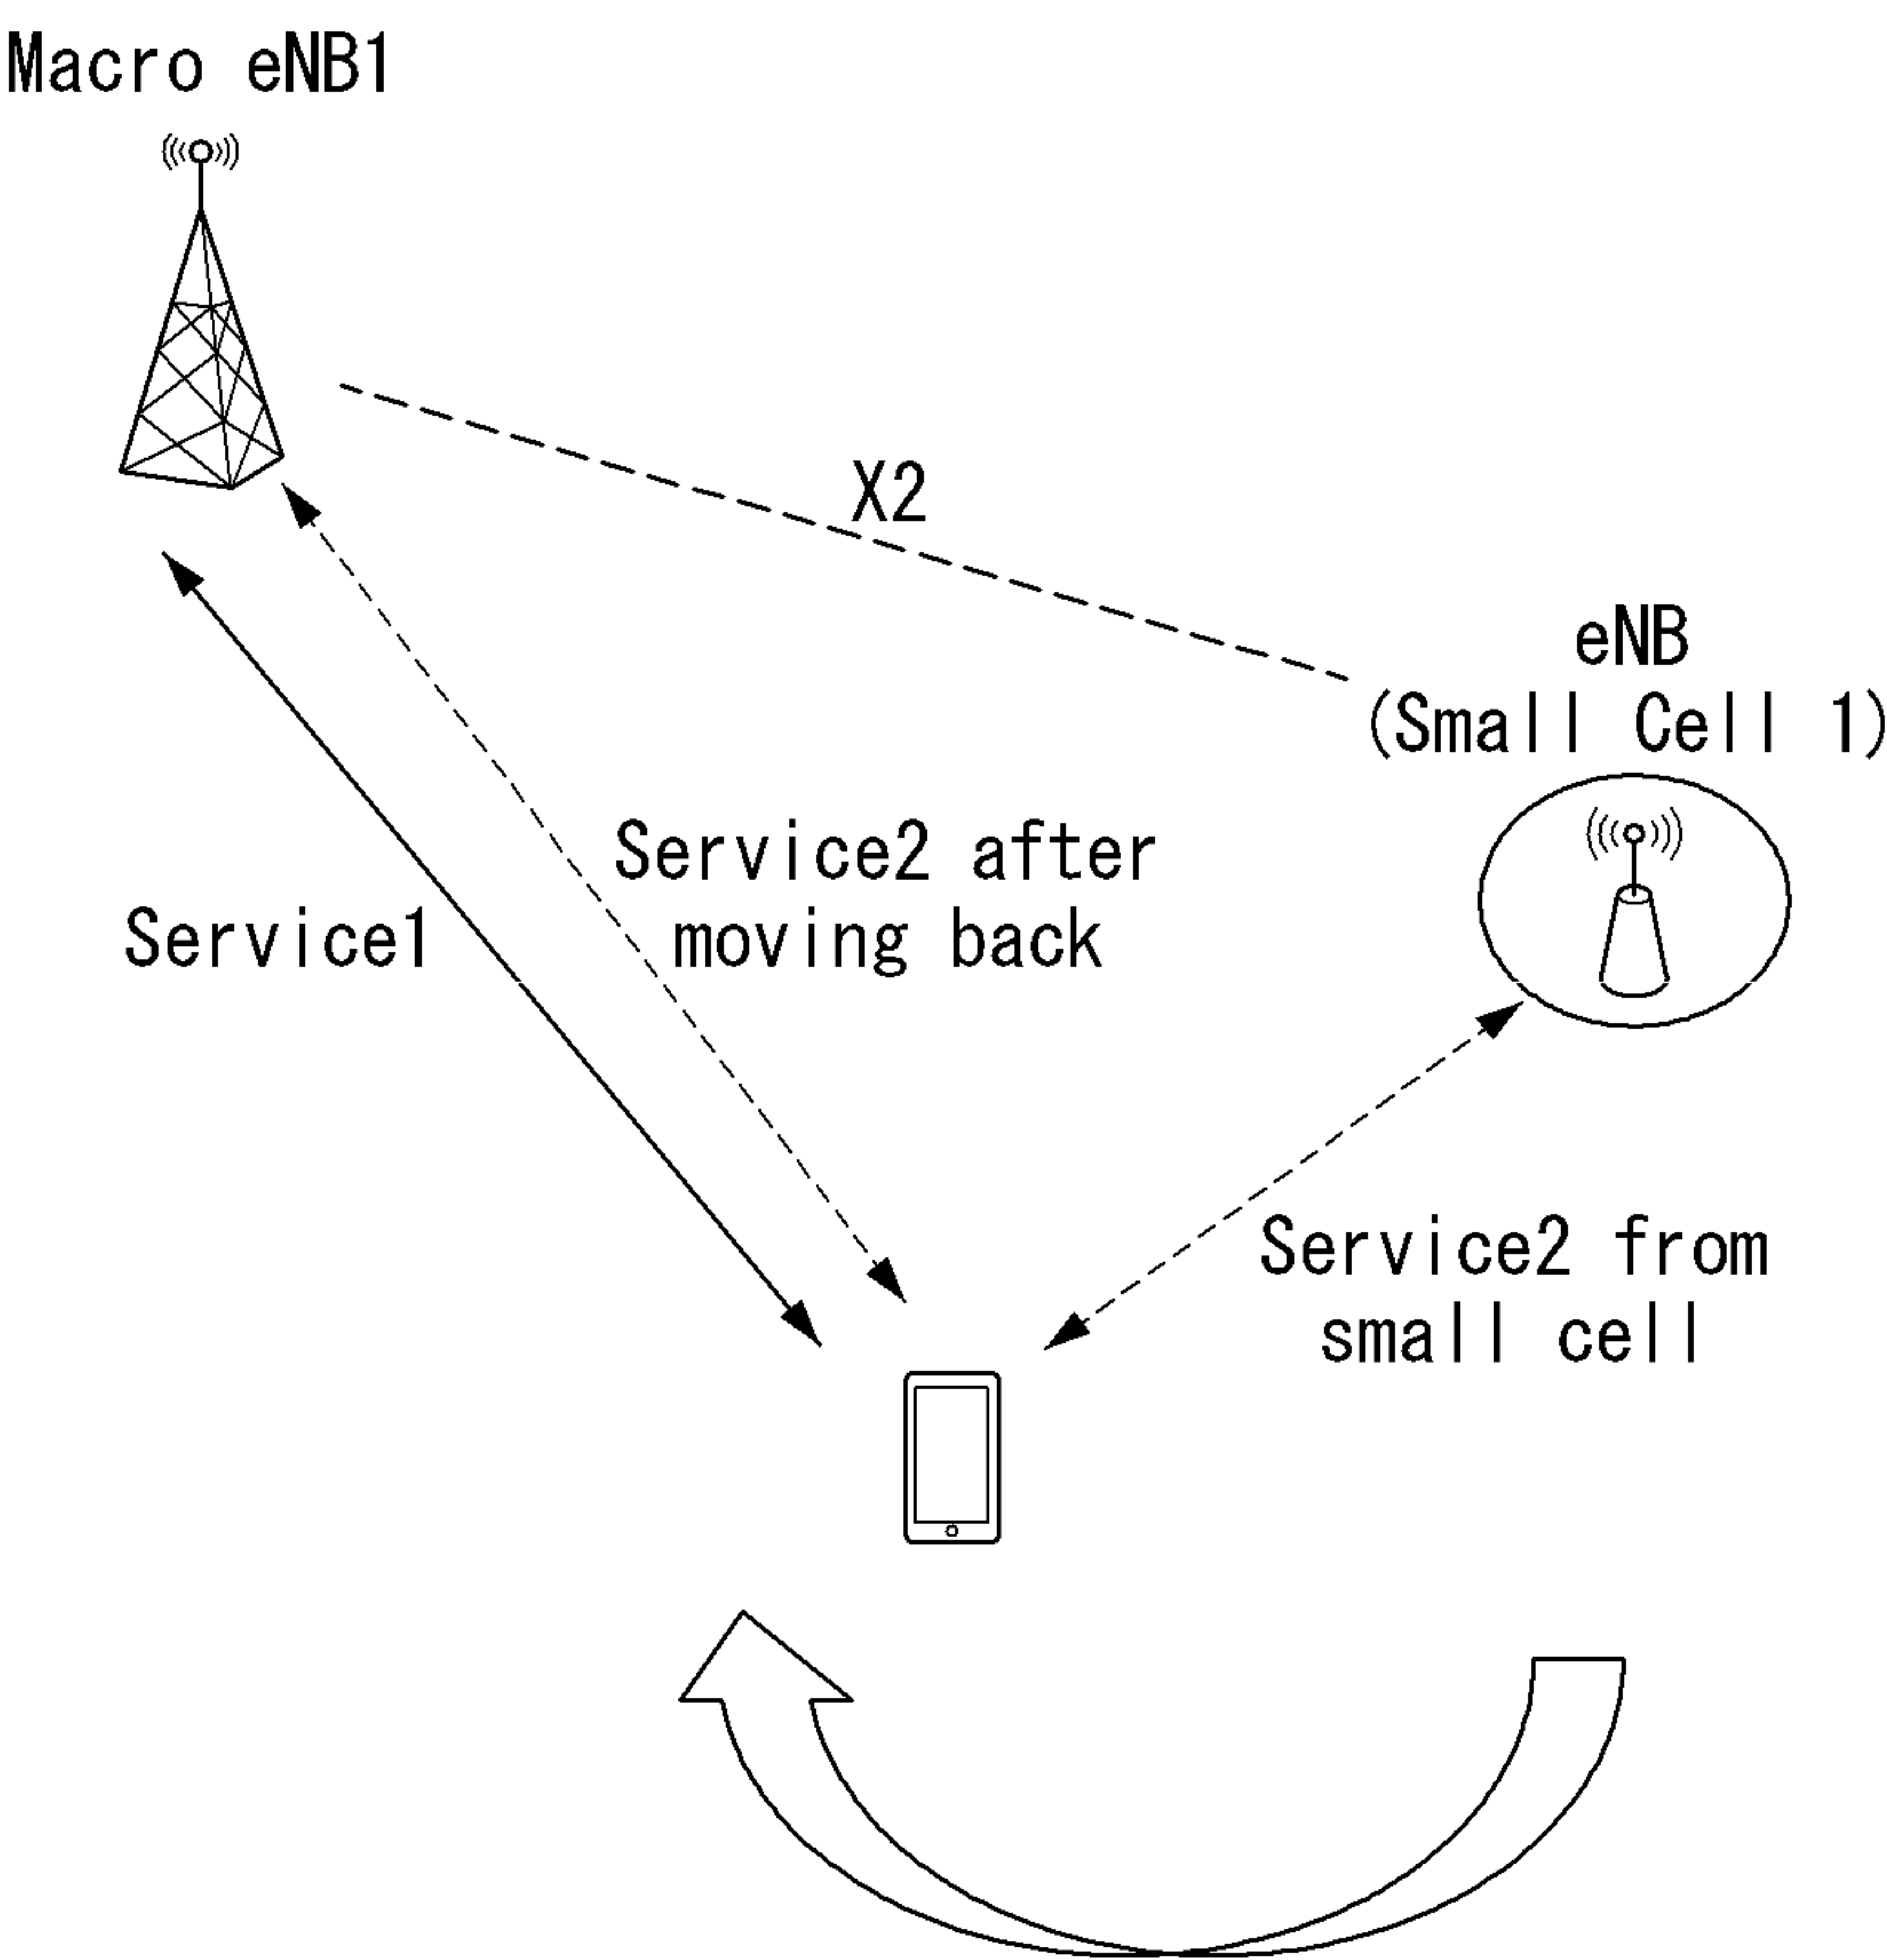 Macro eNB1
X2
eNB
(Small Cell 1)
Service2 after
moving back
Service1
Service2 from
small cell